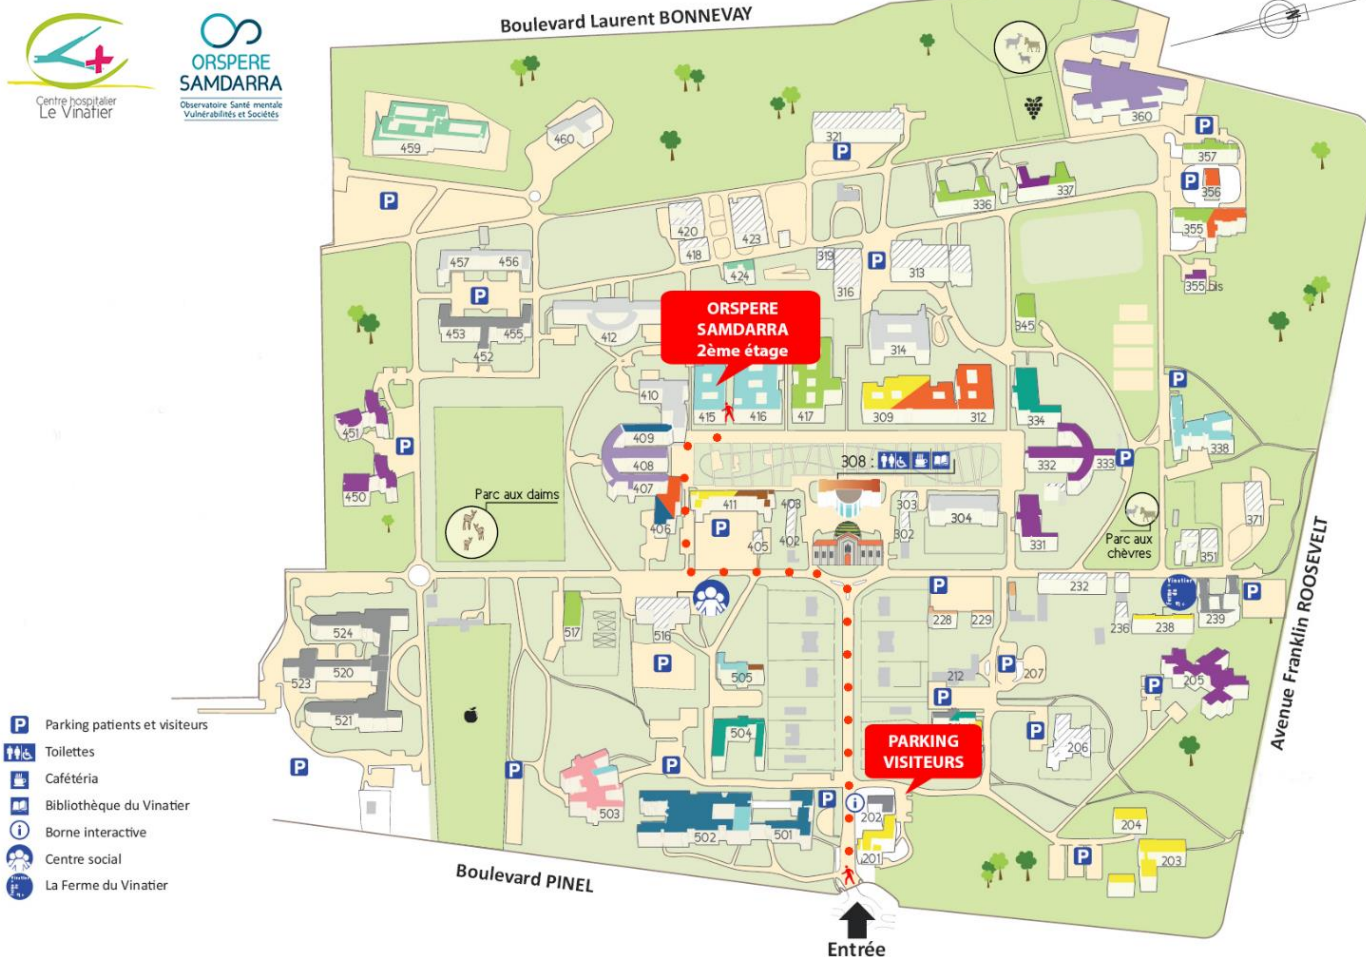 Boulevard Laurent BONNEVAY
N
Centre hospitalier
Le Vinatier
ORSPERE
SAMDARRA
Observatoire Santé mentale
Vulnérabilités et Sociétés
459
460
321
P
360
P
357
P
356
P
336
337
355
355 bis
420
423
418
424
319
316
P
313
457
456
P
453
455
452
412
ORSPERE
SAMDARRA
2ème étage
345
314
410
415
416
417
309
312
334
P
338
451
P
450
409
408
407
406
308 :
332
333
P
Parc aux daims
411
P
403
405
402
303
302
304
331
Parc aux
chèvres
351
371
Avenue Franklin ROOSEVELT
517
516
P
P
228
229
232
236
238
239
P
524
520
523
521
505
212
P
207
P
205
P
504
P
206
PARKING
VISITEURS
P
P
P
503
502
501
P
i
202
201
204
203
P
P Parking patients et visiteurs
Toilettes
Cafétéria
Bibliothèque du Vinatier
i Borne interactive
Centre social
La Ferme du Vinatier
Boulevard PINEL
Entrée